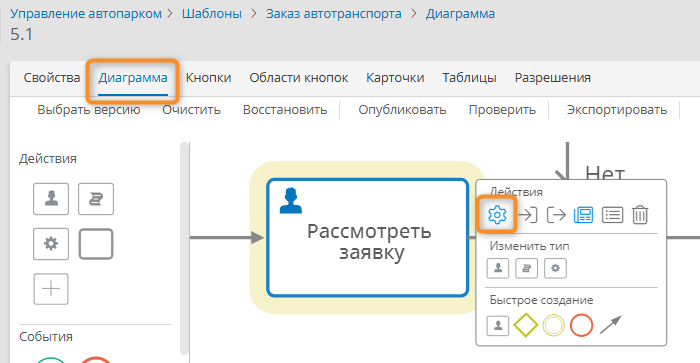 Управление автопарком > Шаблоны > Заказ автотранспорта > Диаграмма
5.1
Свойства Диаграмма Кнопки Области кнопок Карточки Таблицы Разрешения
Выбрать версию Очистить Восстановить Опубликовать Проверить Экспортировать
Действия
Нет
Действия
Рассмотреть
заявку
Изменить тип
Быстрое создание
События